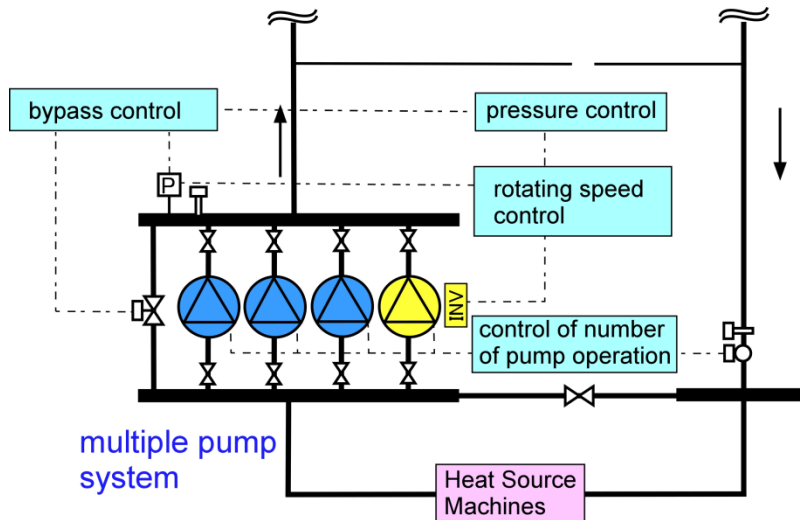 bypass control
pressure control
P
rotating speed
control
INV
control of number
of pump operation
multiple pump
system
Heat Source
Machines